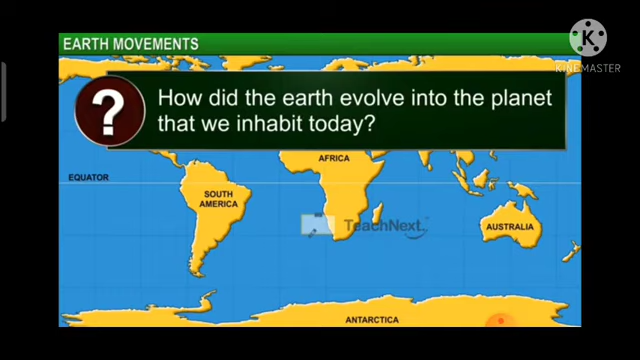 EARTH MOVEMENTS
K
KINEMASTER
?
How did the earth evolve into the planet
that we inhabit today?
AFRICA
EQUATOR
SOUTH
AMERICA
TeachNext
AUSTRALIA
ANTARCTICA